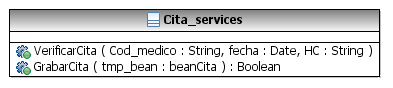 Cita_services
VerificarCita ( Cod_medico : String, fecha : Date, HC : String )
GrabarCita ( tmp_bean : beanCita ) : Boolean